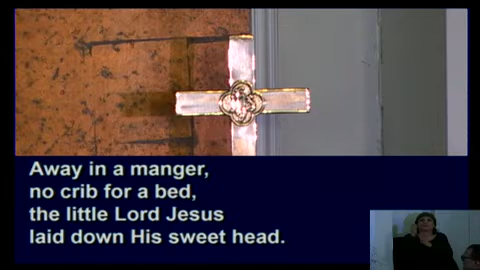 Away in a manger,
no crib for a bed,
the little Lord Jesus
laid down His sweet head.